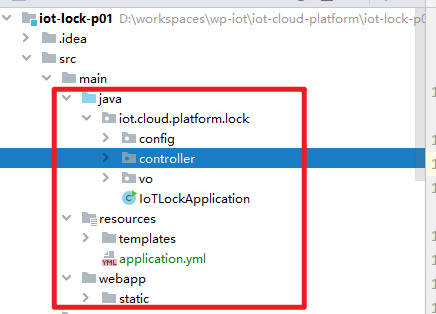 iot-lock-p01 D:\workspaces\wp-iot\iot-cloud-platform\iot-lock-p0
.idea
src
main
java
iot.cloud.platform.lock
config
controller
vo
IoTLockApplication
resources
templates
application.yml
webapp
static